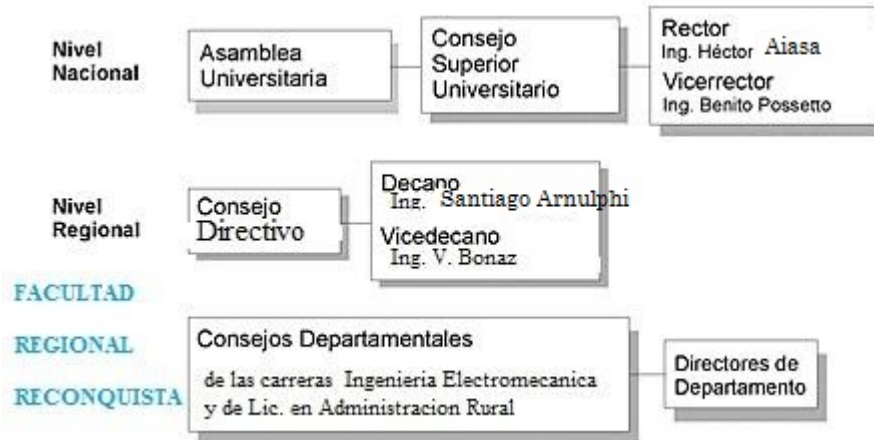 Nivel
Nacional
Asamblea
Universitaria
Consejo
Superior
Universitario
Rector
Ing. Héctor Aiasa
Vicerrector
Ing. Benito Possetto
Nivel
Regional
Consejo
Directivo
Decano
Ing. Santiago Arnulphi
Vicedecano
Ing. V. Bonaz
FACULTAD
REGIONAL
RECONQUISTA
Consejos Departamentales
de las carreras Ingenieria Electromecanica
y de Lic. en Administracion Rural
Directores de
Departamento